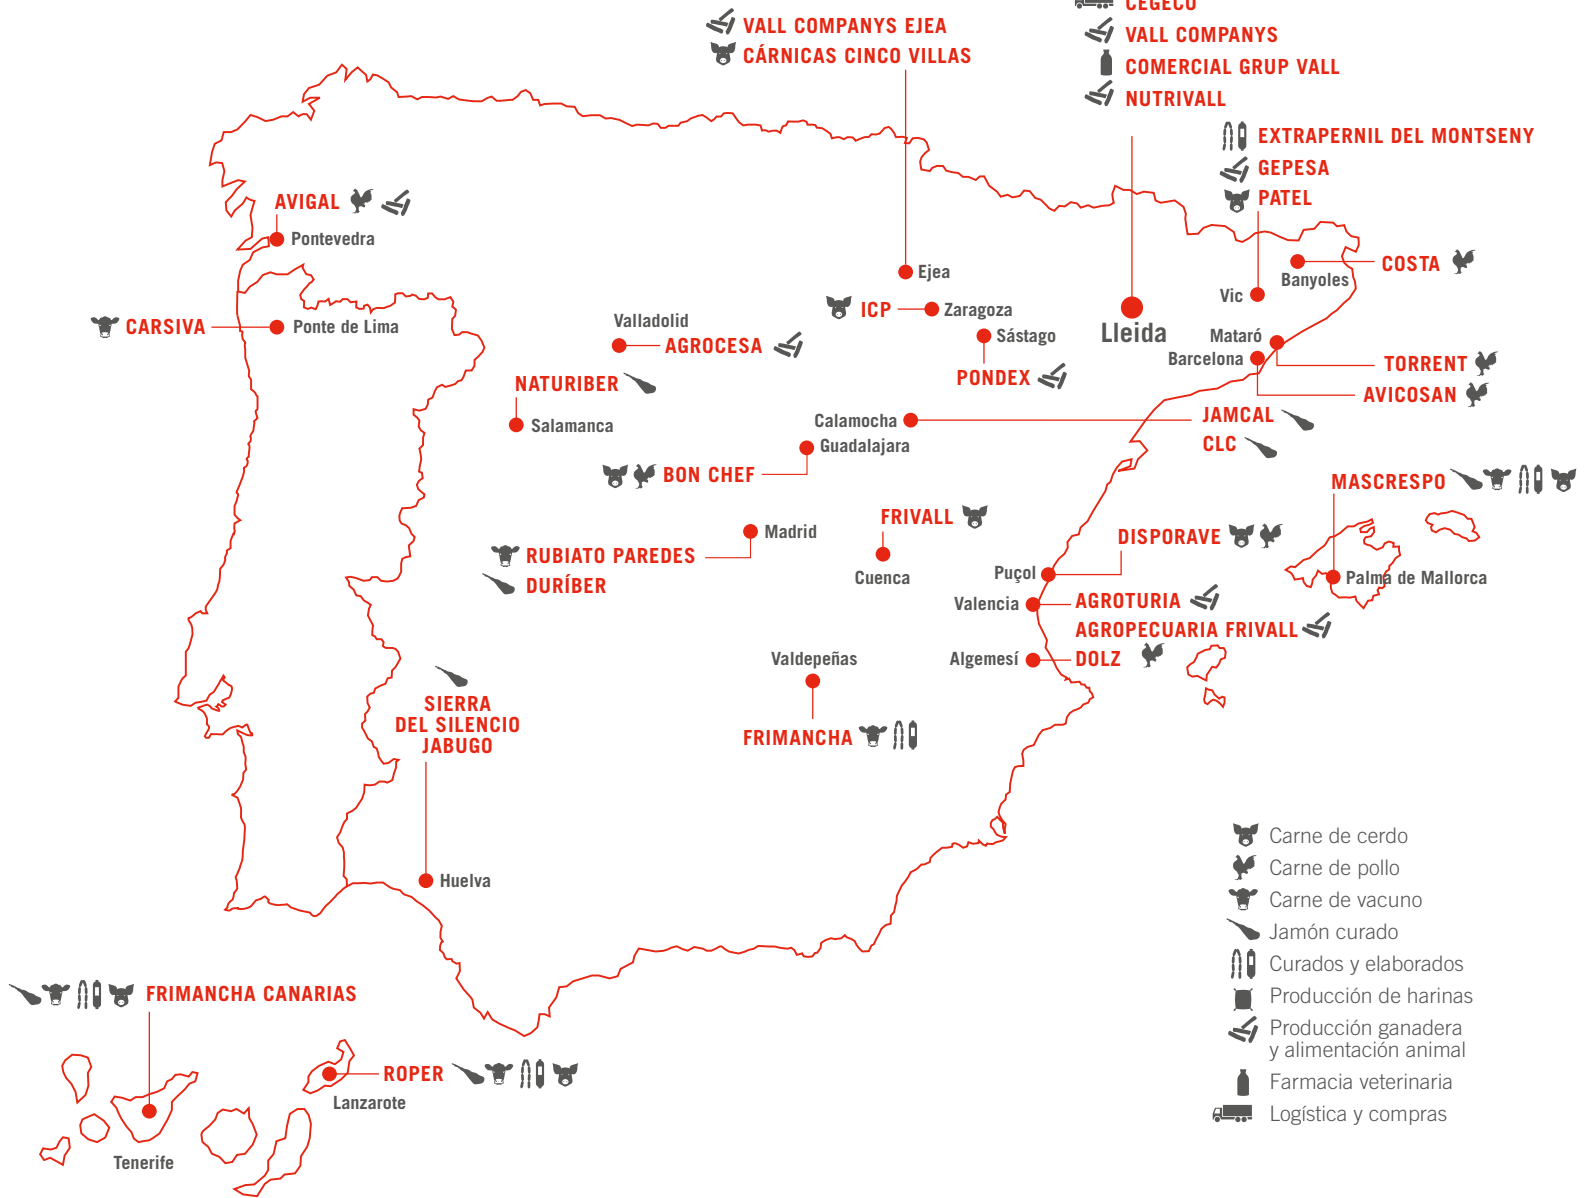 CEGECO
VALL COMPANYS EJEA
CÁRNICAS CINCO VILLAS
VALL COMPANYS
COMERCIAL GRUP VALL
NUTRIVALL
EXTRAPERNIL DEL MONTSENY
GEPESA
PATEL
AVIGAL
Pontevedra
COSTA
Banyoles
Ejea
Vic
ICP
Zaragoza
CARSIVA
Ponte de Lima
Valladolid
AGROCESA
Sástago
Lleida
Mataró
Barcelona
TORRENT
PONDEX
NATURIBER
AVICOSAN
Salamanca
Calamocha
JAMCAL
Guadalajara
CLC
BON CHEF
MASCRESPO
FRIVALL
Madrid
DISPORAVE
RUBIATO PAREDES
Cuenca
Puçol
Palma de Mallorca
DURÍBER
Valencia
AGROTURIA
AGROPECUARIA FRIVALL
Valdepeñas
Algemesí
DOLZ
SIERRA
DEL SILENCIO
JABUGO
FRIMANCHA
Huelva
Carne de cerdo
Carne de pollo
Carne de vacuno
Jamón curado
Curados y elaborados
Producción de harinas
Producción ganadera
y alimentación animal
Farmacia veterinaria
Logística y compras
FRIMANCHA CANARIAS
ROPER
Lanzarote
Tenerife